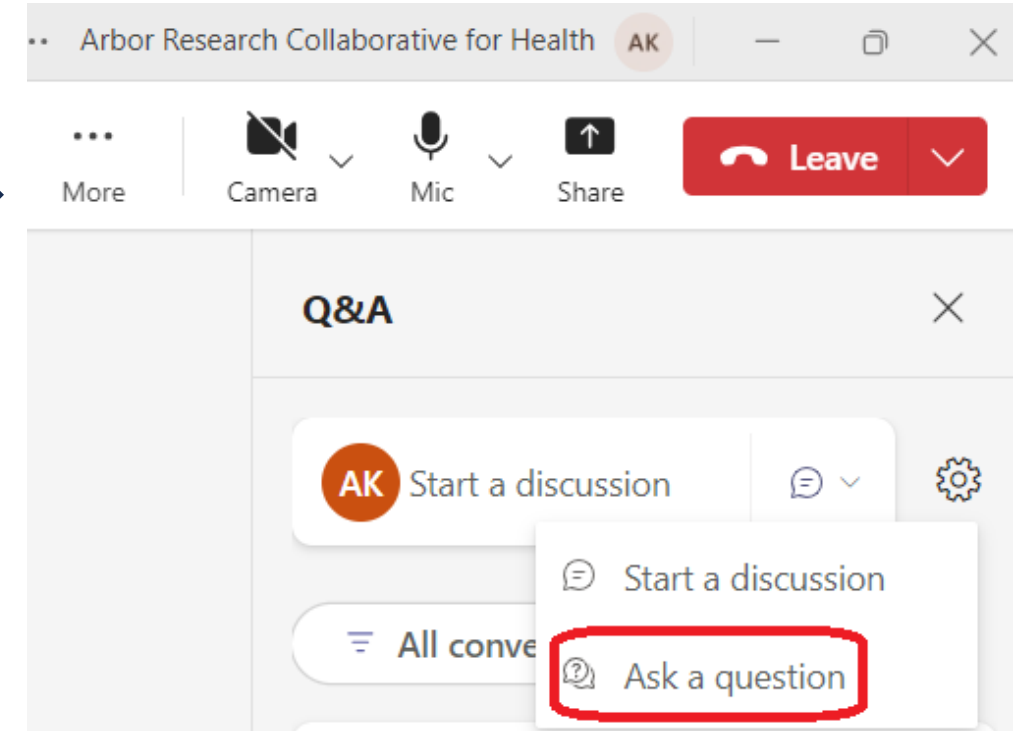 Arbor Research Collaborative for Health AK
More Camera Mic Share Leave
Q&A
AK Start a discussion
Start a discussion
All conve
Ask a question